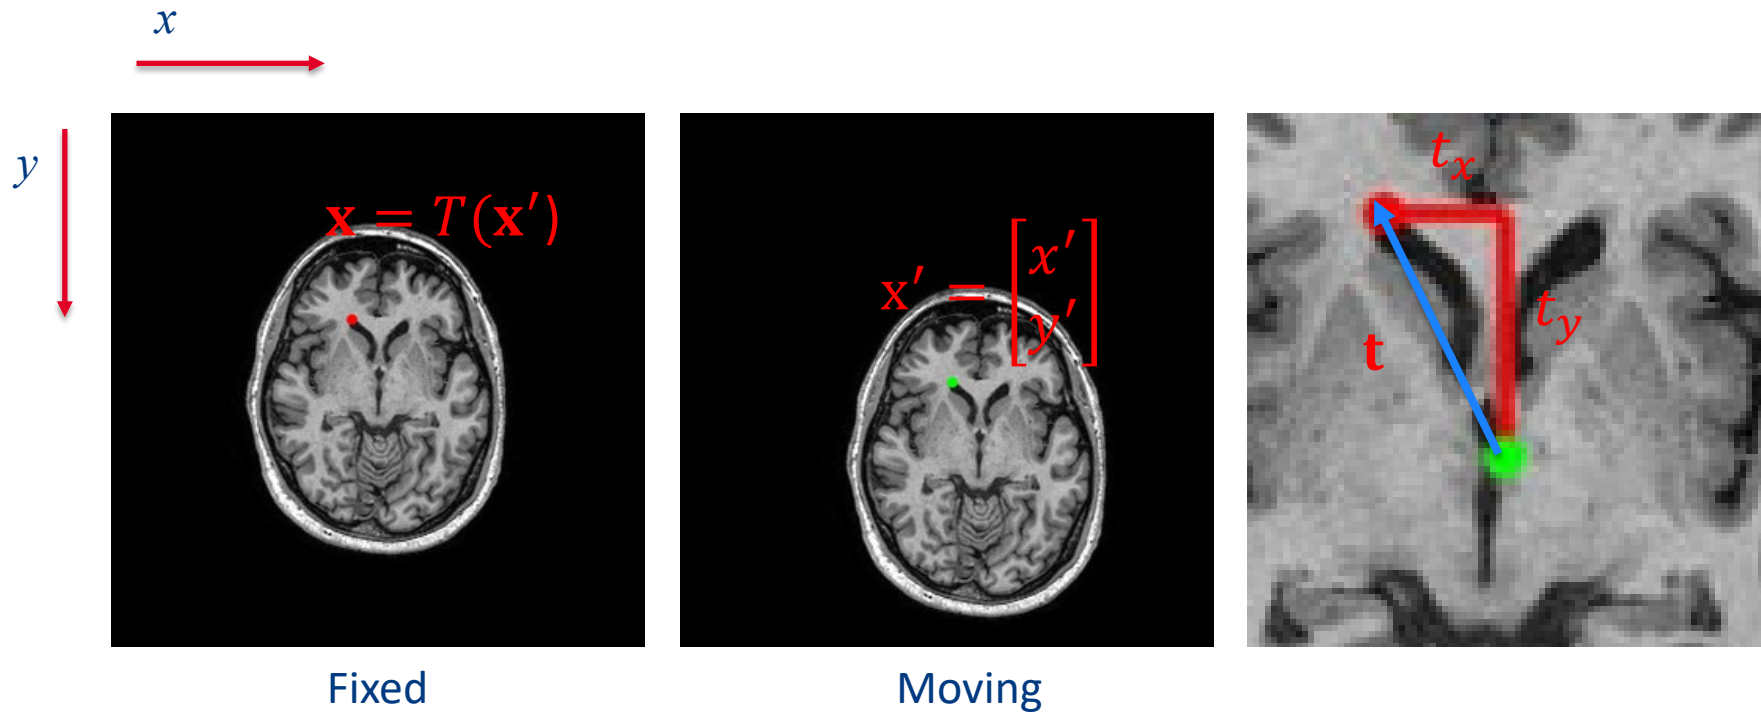 x
y
𝐱 = T(𝐱′)
x′ = [x′ y′]
t_x
t_y
𝐭
Fixed
Moving